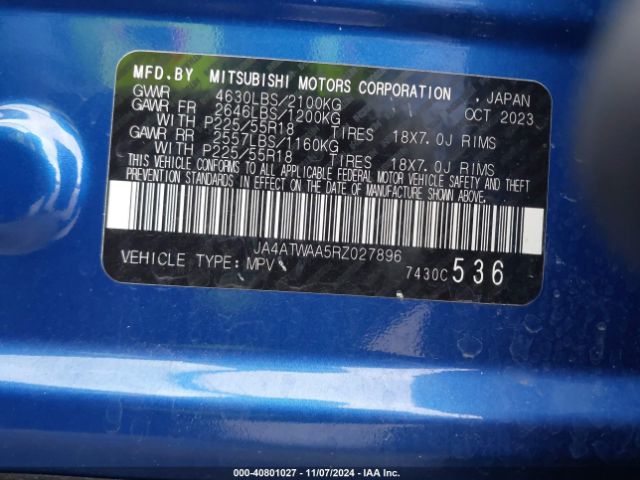 MFD.BY MITSUBISHI MOTORS CORPORATION , JAPAN
GVWR 4630LBS/2100KG OCT 2023
GAWR FR 2646LBS/1200KG
WITH P225/55R18 TIRES 18X7.0J RIMS
GAWR RR 2557LBS/1160KG
WITH P225/55R18 TIRES 18X7.0J RIMS
THIS VEHICLE CONFORMS TO ALL APPLICABLE FEDERAL MOTOR VEHICLE SAFETY AND THEFT
PREVENTION STANDARDS IN EFFECT ON THE DATE OF MANUFACTURE SHOWN ABOVE.
JA4ATWAA5RZ027896
VEHICLE TYPE: MPV 7430C 536
000-40801027 - 11/07/2024 - IAA Inc.